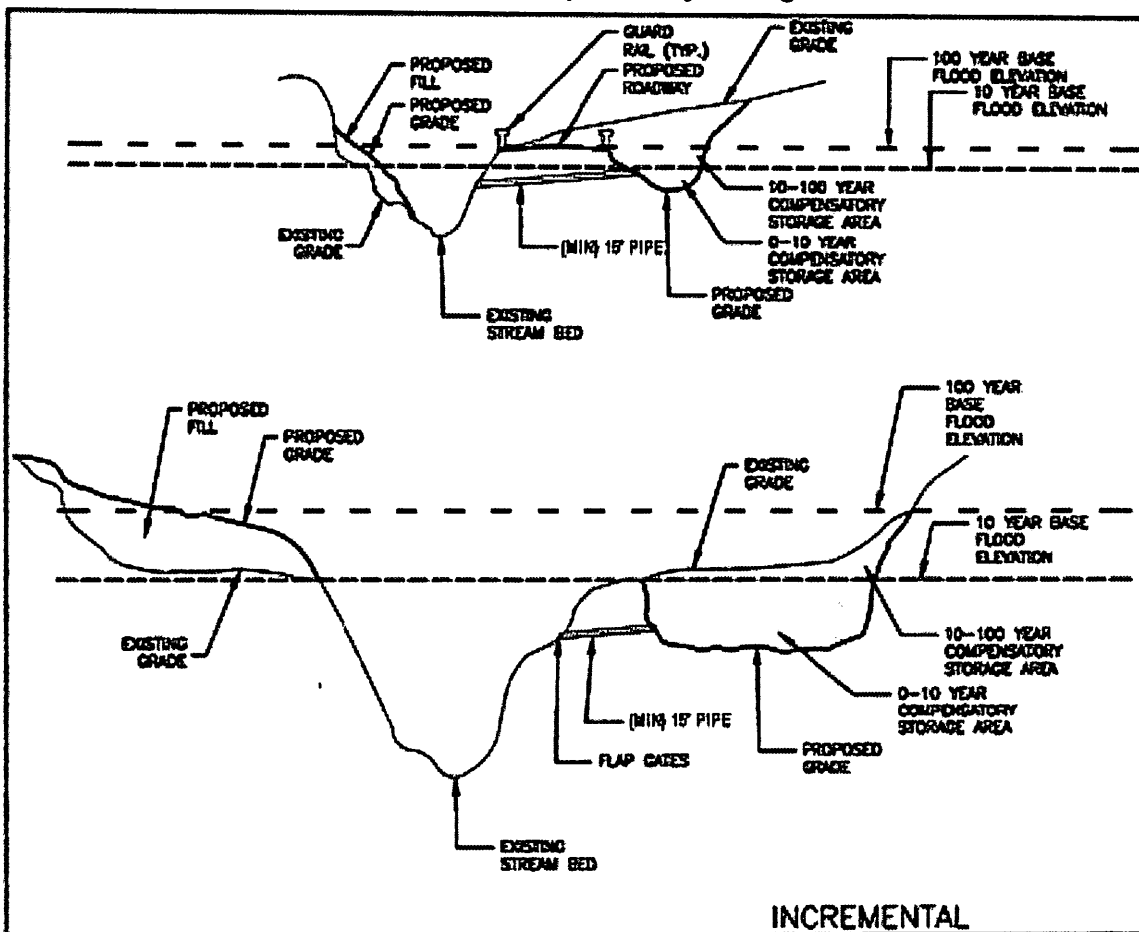 GUARD
RAIL (TYP.)
PROPOSED
ROADWAY
EXISTING
GRADE
100 YEAR BASE
FLOOD ELEVATION
10 YEAR BASE
FLOOD ELEVATION
PROPOSED
FILL
PROPOSED
GRADE
EXISTING
GRADE
(MIN) 15" PIPE
10-100 YEAR
COMPENSATORY
STORAGE AREA
0-10 YEAR
COMPENSATORY
STORAGE AREA
PROPOSED
GRADE
EXISTING
STREAM BED
PROPOSED
FILL
PROPOSED
GRADE
EXISTING
GRADE
100 YEAR
BASE
FLOOD
ELEVATION
10 YEAR BASE
FLOOD
ELEVATION
EXISTING
GRADE
10-100 YEAR
COMPENSATORY
STORAGE AREA
0-10 YEAR
COMPENSATORY
STORAGE AREA
(MIN) 15" PIPE
FLAP GATES
PROPOSED
GRADE
EXISTING
STREAM BED
INCREMENTAL